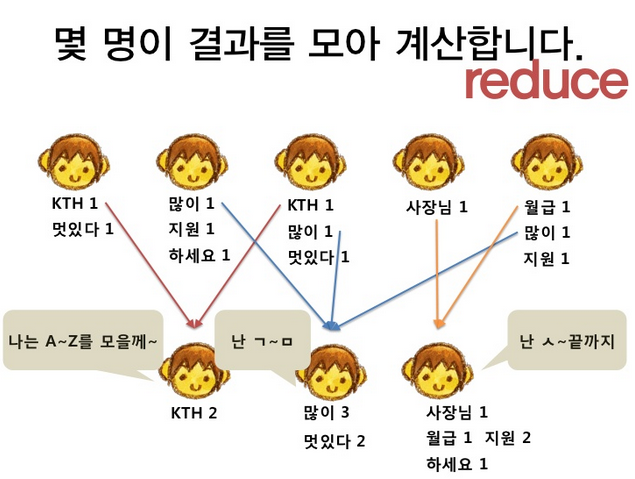 몇 명이 결과를 모아 계산합니다.
reduce
KTH 1
멋있다 1
많이 1
지원 1
하세요 1
KTH 1
많이 1
멋있다 1
사장님 1
월급 1
많이 1
지원 1
나는 A~Z를 모을께~
난 ㄱ~ㅁ
난 ㅅ~끝까지
KTH 2
많이 3
멋있다 2
사장님 1
월급 1 지원 2
하세요 1